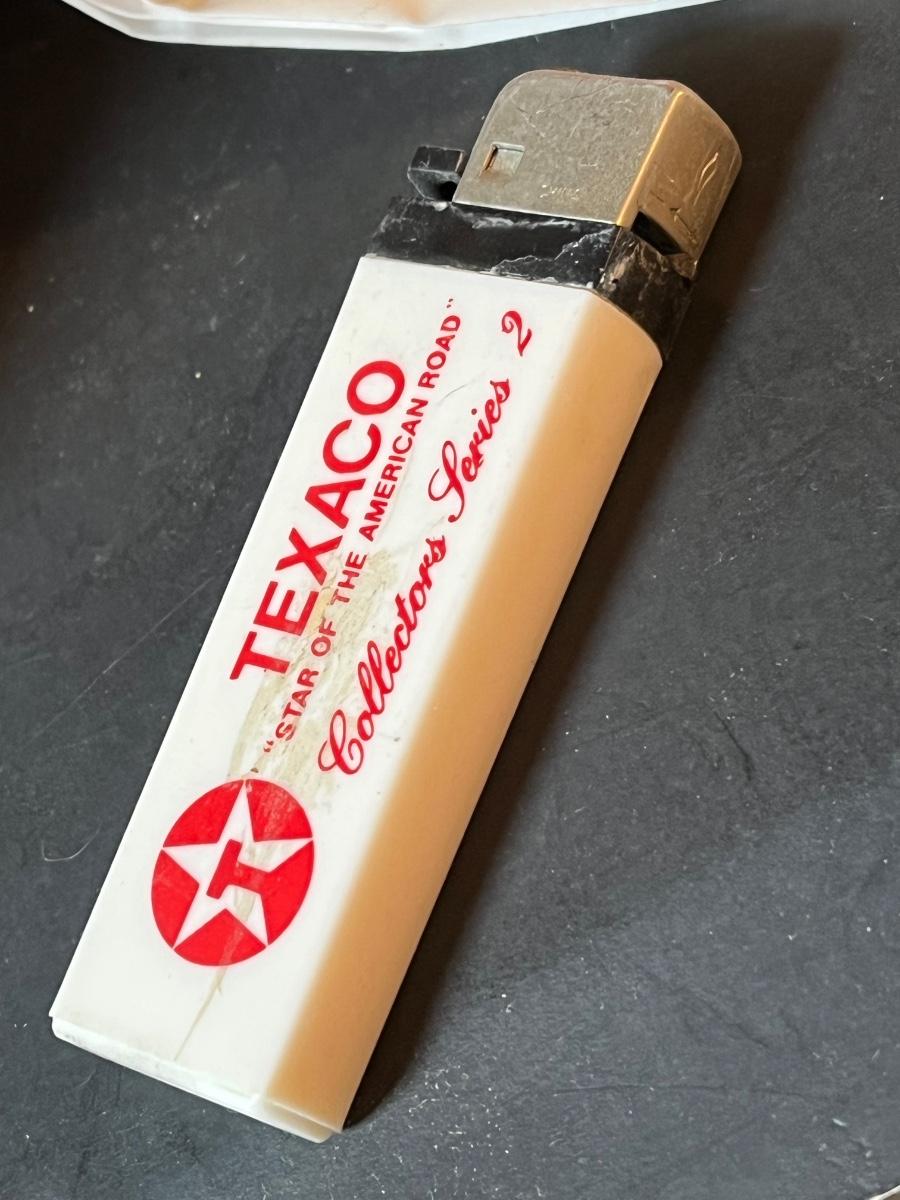 TEXACO
“STAR OF THE AMERICAN ROAD”
Collectors Series 2
T